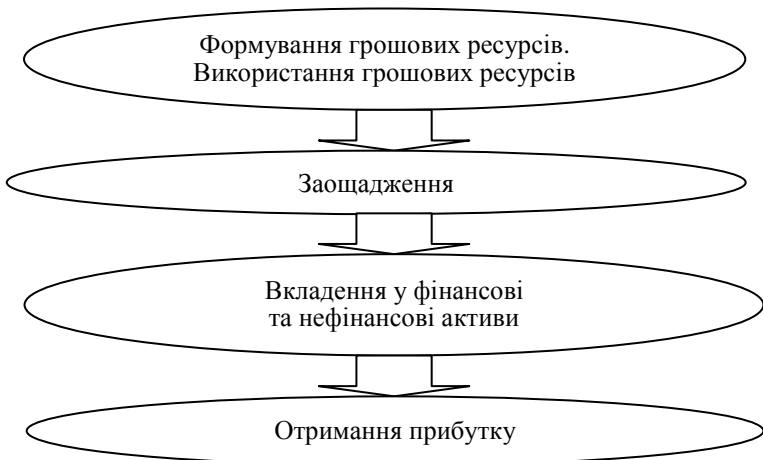 Формування грошових ресурсів.
Використання грошових ресурсів
Заощадження
Вкладення у фінансові
та нефінансові активи
Отримання прибутку